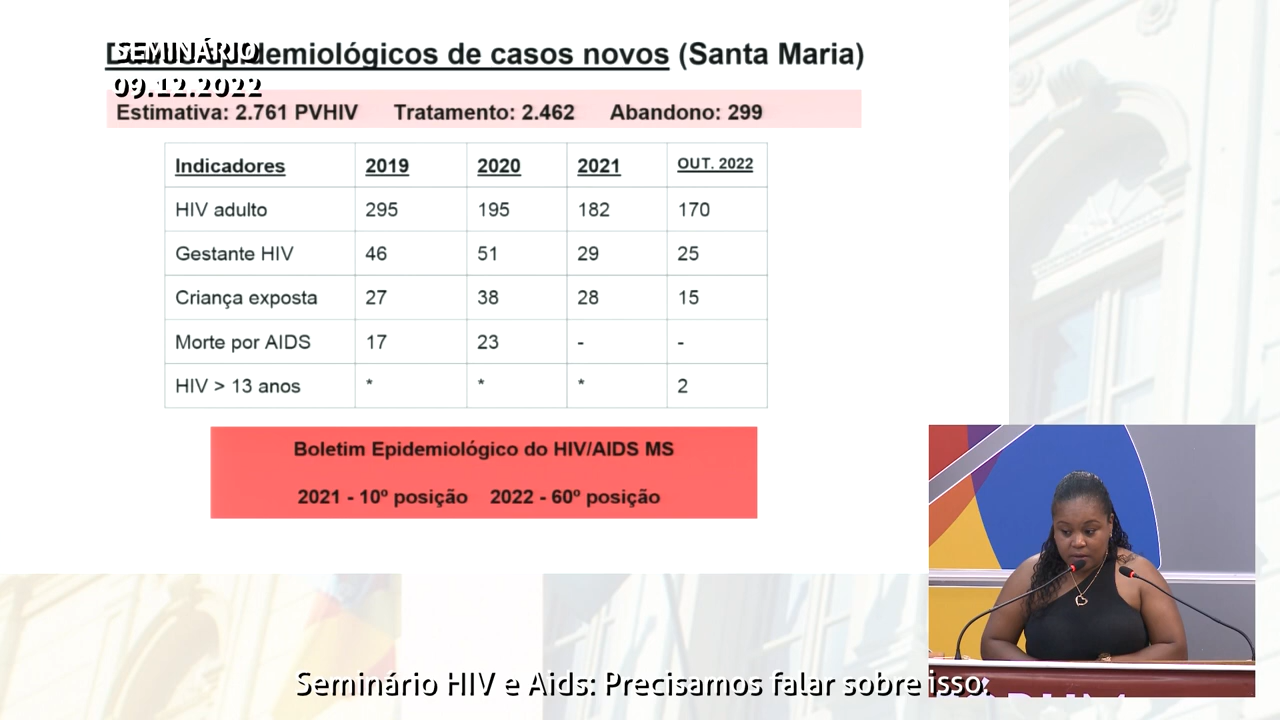 SEMINÁRIO
epidemiológicos de casos novos (Santa Maria)
09.12.2022
Estimativa: 2.761 PVHIV Tratamento: 2.462 Abandono: 299
Indicadores 2019 2020 2021 OUT. 2022
HIV adulto 295 195 182 170
Gestante HIV 46 51 29 25
Criança exposta 27 38 28 15
Morte por AIDS 17 23 - -
HIV > 13 anos * * * 2
Boletim Epidemiológico do HIV/AIDS MS
2021 - 10º posição 2022 - 60º posição
Seminário HIV e Aids: Precisamos falar sobre isso.